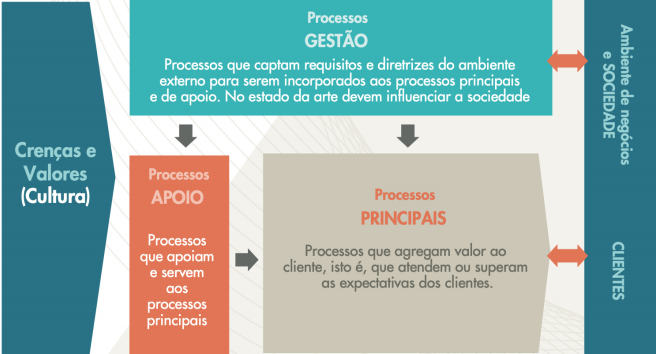 Processos
GESTÃO
Processos que captam requisitos e diretrizes do ambiente
externo para serem incorporados aos processos principais
e de apoio. No estado da arte devem influenciar a sociedade
Ambiente de negócios
e SOCIEDADE
Crenças e
Valores
(Cultura)
Processos
APOIO
Processos
que apoiam
e servem
aos
processos
principais
Processos
PRINCIPAIS
Processos que agregam valor ao
cliente, isto é, que atendem ou superam
as expectativas dos clientes.
CLIENTES